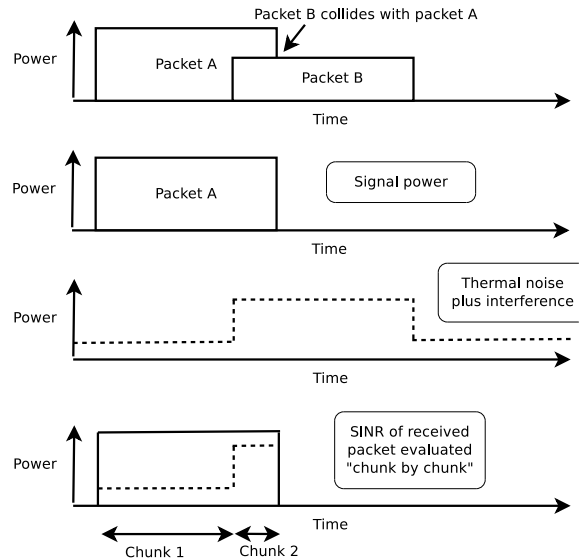 Packet B collides with packet A
Power
Packet A
Packet B
Time
Power
Packet A
Signal power
Time
Thermal noise
plus interference
Power
Time
SINR of received
packet evaluated
"chunk by chunk"
Power
Time
Chunk 1
Chunk 2